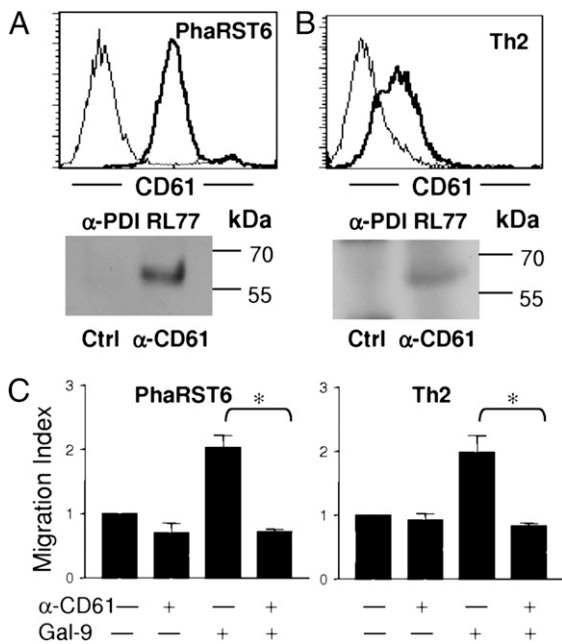 A
PhaRST6
CD61
α-PDI RL77 kDa
70
55
Ctrl α-CD61
B
Th2
CD61
α-PDI RL77 kDa
70
55
Ctrl α-CD61
C
Migration Index
PhaRST6
*
3
2
1
0
Th2
*
3
2
1
0
α-CD61 — + — + — + — +
Gal-9 — — + + — — + +